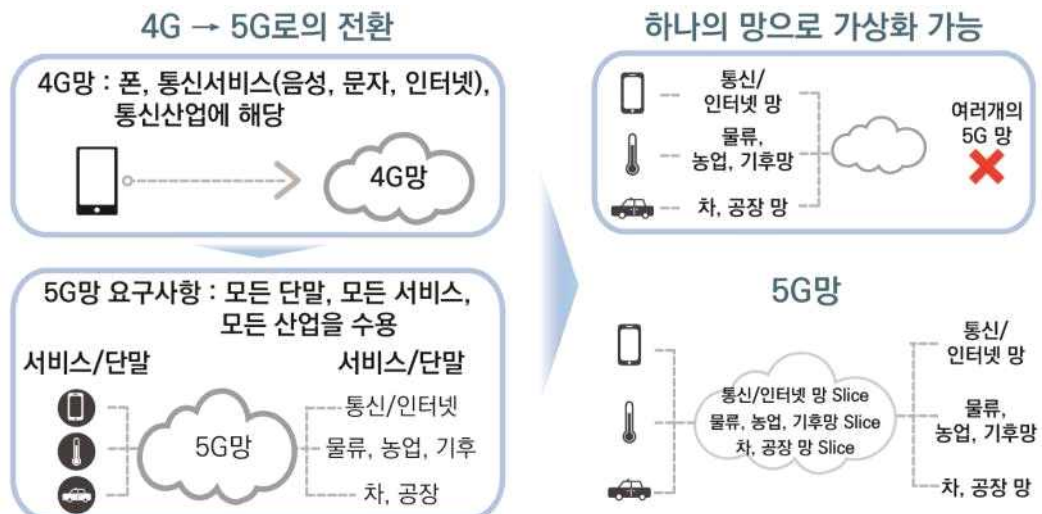 4G → 5G로의 전환
4G망 : 폰, 통신서비스(음성, 문자, 인터넷),
통신산업에 해당
4G망
5G망 요구사항 : 모든 단말, 모든 서비스,
모든 산업을 수용
서비스/단말
서비스/단말
5G망
통신/인터넷
물류, 농업, 기후
차, 공장
하나의 망으로 가상화 가능
통신/
인터넷 망
물류,
농업, 기후망
차, 공장 망
여러개의
5G 망
5G망
통신/인터넷 망 Slice
물류, 농업, 기후망 Slice
차, 공장 망 Slice
통신/
인터넷 망
물류,
농업, 기후망
차, 공장 망